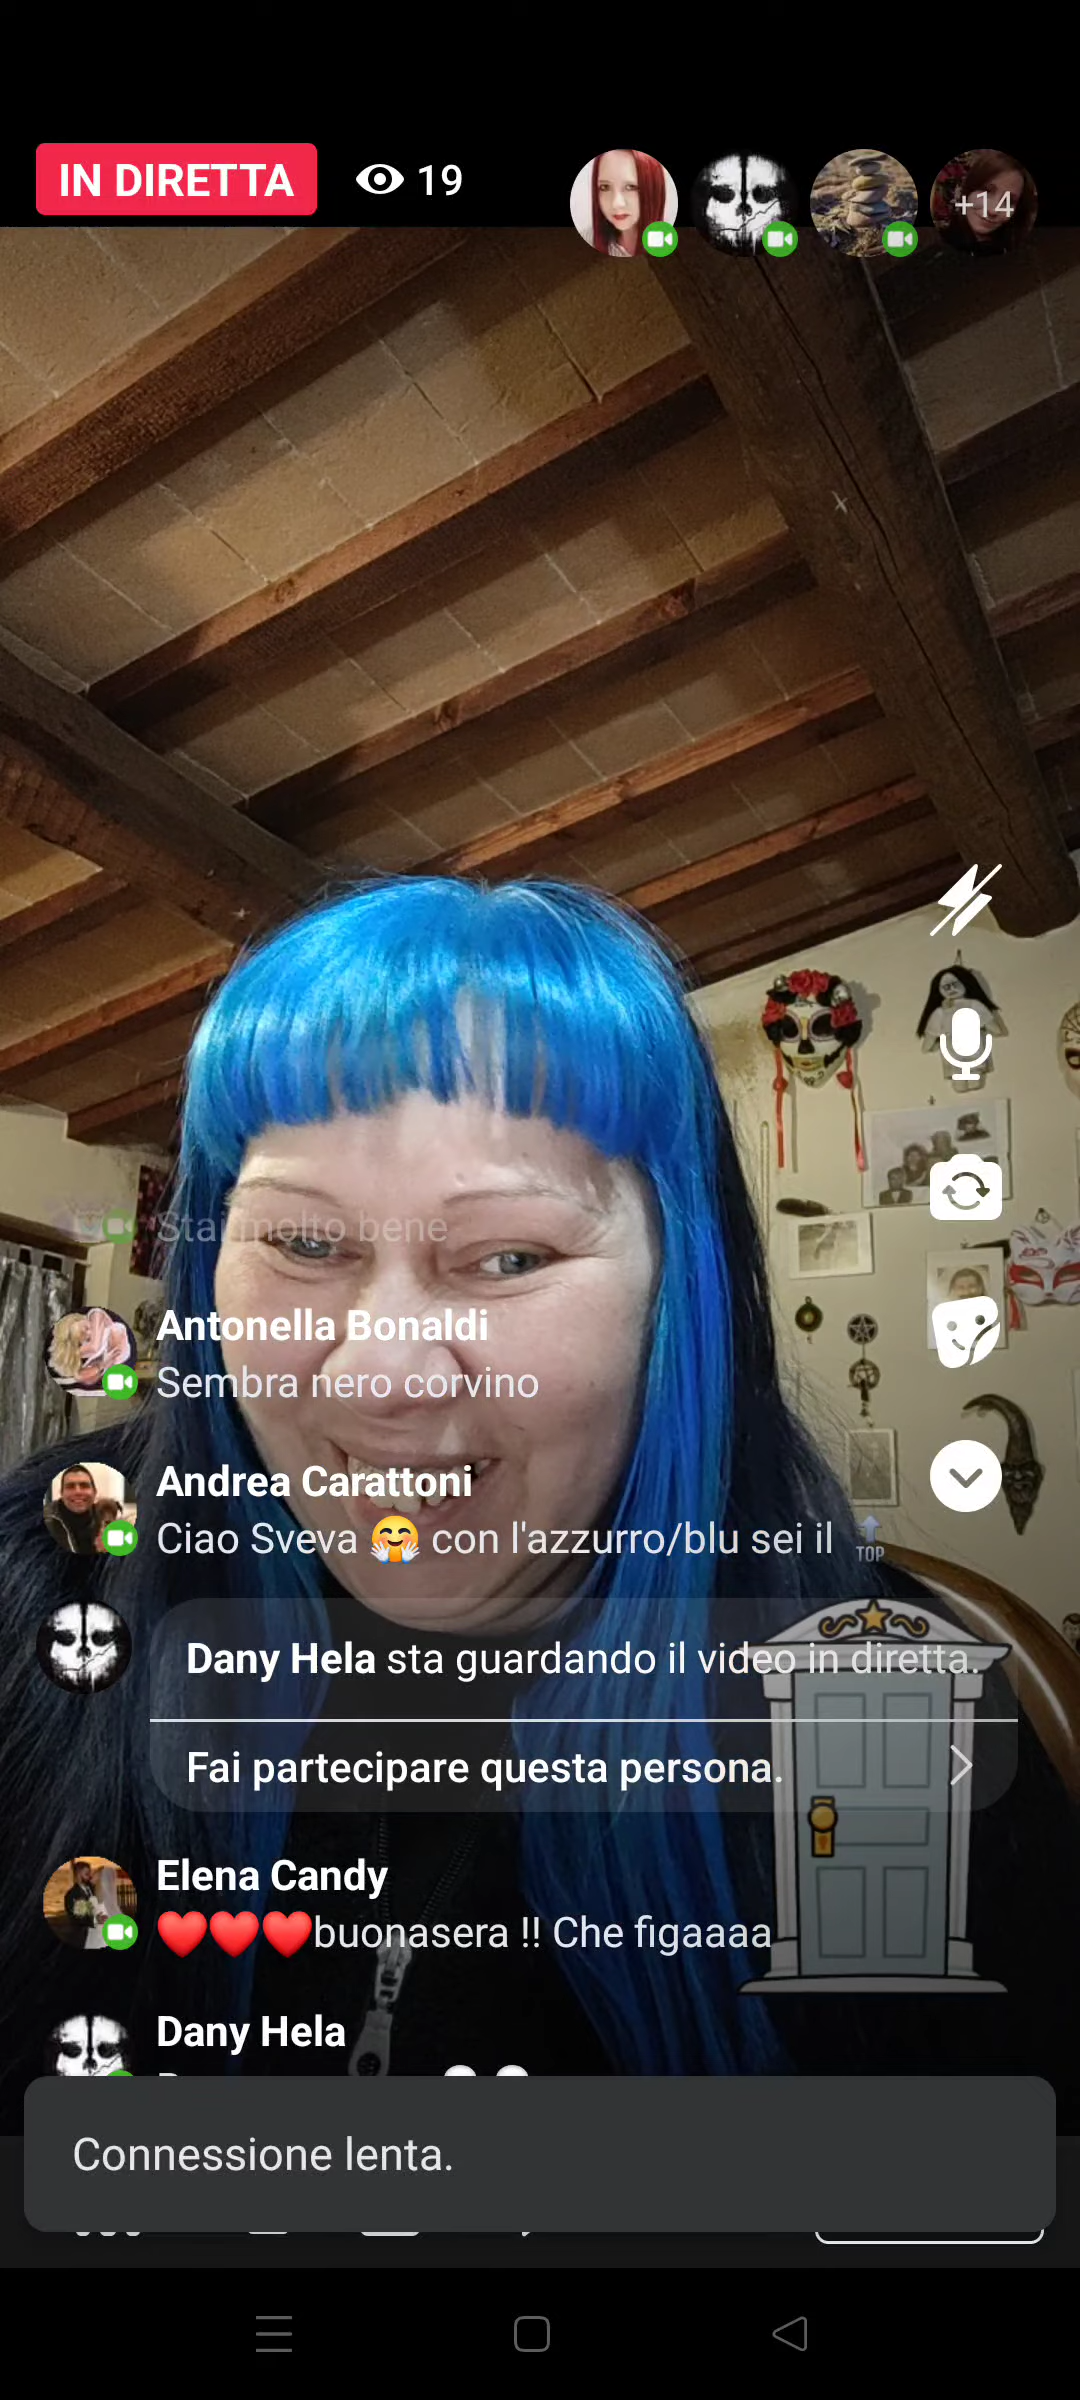 IN DIRETTA
19
+14
Stai molto bene
Antonella Bonaldi
Sembra nero corvino
Andrea Carattoni
Ciao Sveva 🤗 con l'azzurro/blu sei il 🔝
Dany Hela sta guardando il video in diretta.
Fai partecipare questa persona.
Elena Candy
❤️❤️❤️buonasera !! Che figaaaa
Dany Hela
Connessione lenta.